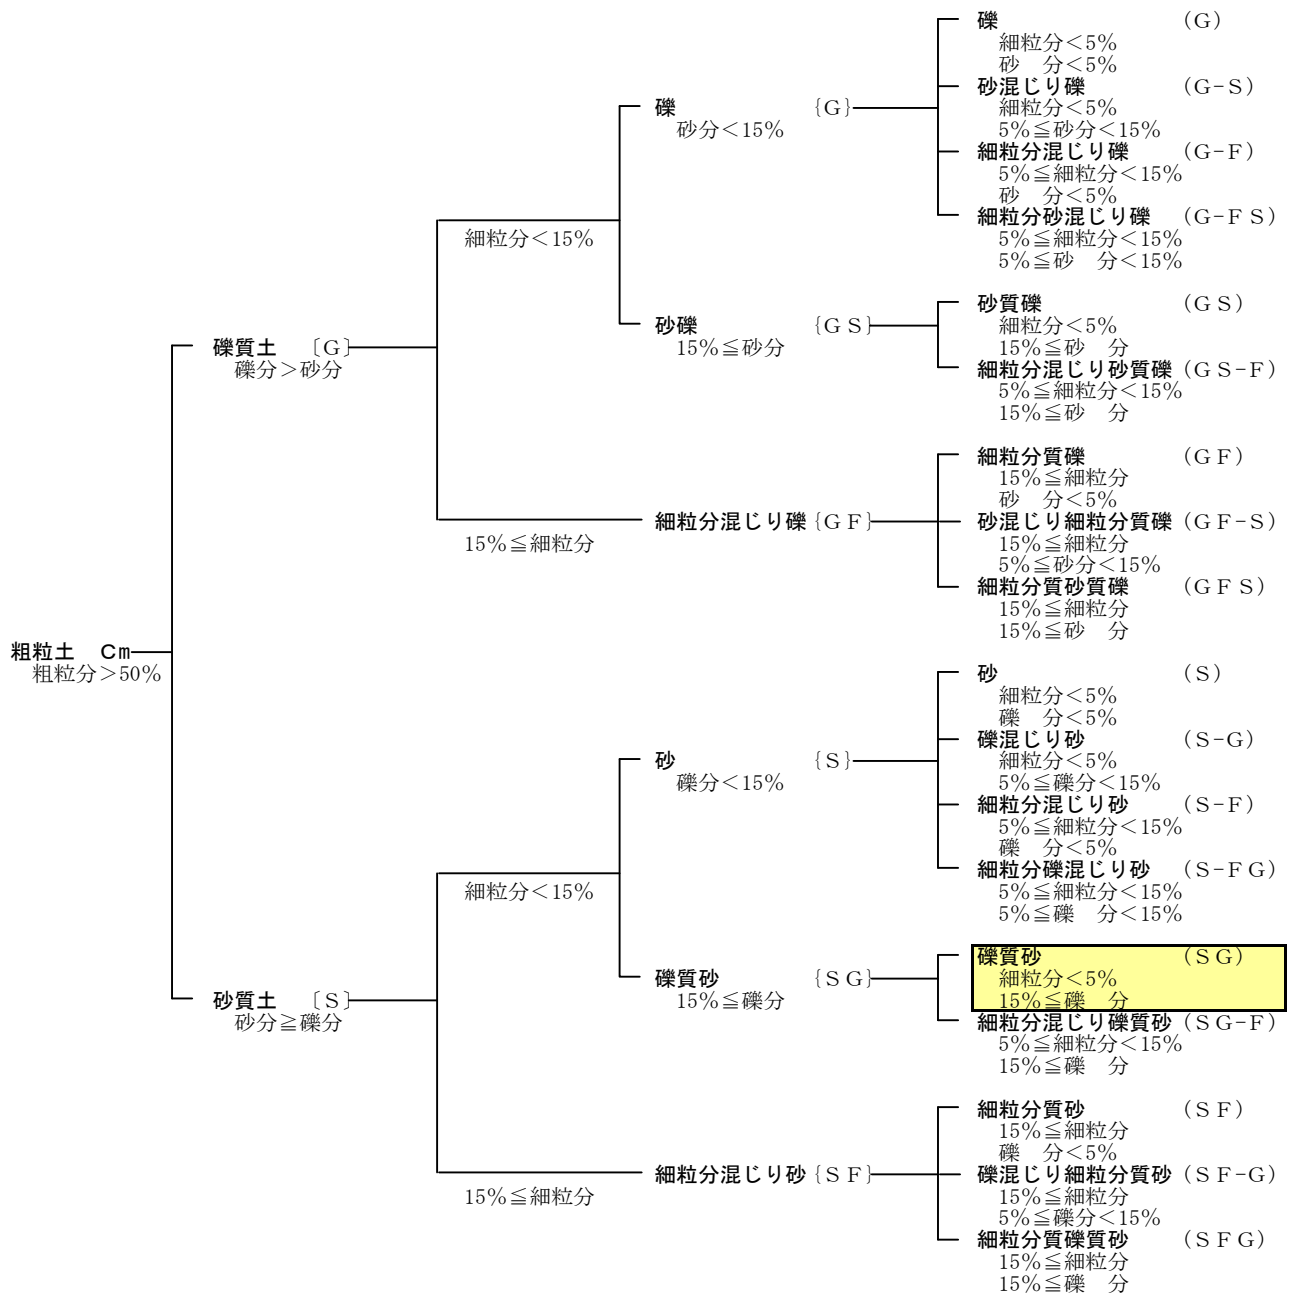 粗粒土　Cm
粗粒分＞50％
礫質土　〔G〕
礫分＞砂分
細粒分＜15％
礫　{G}
砂分＜15％
礫　(G)
細粒分＜5％
砂　分＜5％
砂混じり礫　(G-S)
細粒分＜5％
5％≦砂分＜15％
細粒分混じり礫　(G-F)
5％≦細粒分＜15％
砂　分＜5％
細粒分砂混じり礫　(G-FS)
5％≦細粒分＜15％
5％≦砂　分＜15％
砂礫　{GS}
15％≦砂分
砂質礫　(GS)
細粒分＜5％
15％≦砂　分
細粒分混じり砂質礫　(GS-F)
5％≦細粒分＜15％
15％≦砂　分
15％≦細粒分
細粒分混じり礫　{GF}
細粒分質礫　(GF)
15％≦細粒分
砂　分＜5％
砂混じり細粒分質礫　(GF-S)
15％≦細粒分
5％≦砂分＜15％
細粒分質砂質礫　(GFS)
15％≦細粒分
15％≦砂　分
砂質土　〔S〕
砂分≧礫分
細粒分＜15％
砂　{S}
礫分＜15％
砂　(S)
細粒分＜5％
礫　分＜5％
礫混じり砂　(S-G)
細粒分＜5％
5％≦礫分＜15％
細粒分混じり砂　(S-F)
5％≦細粒分＜15％
礫　分＜5％
細粒分礫混じり砂　(S-FG)
5％≦細粒分＜15％
5％≦礫　分＜15％
礫質砂　{SG}
15％≦礫分
礫質砂　(SG)
細粒分＜5％
15％≦礫　分
細粒分混じり礫質砂　(SG-F)
5％≦細粒分＜15％
15％≦礫　分
15％≦細粒分
細粒分混じり砂　{SF}
細粒分質砂　(SF)
15％≦細粒分
礫　分＜5％
礫混じり細粒分質砂　(SF-G)
15％≦細粒分
5％≦礫分＜15％
細粒分質礫質砂　(SFG)
15％≦細粒分
15％≦礫　分